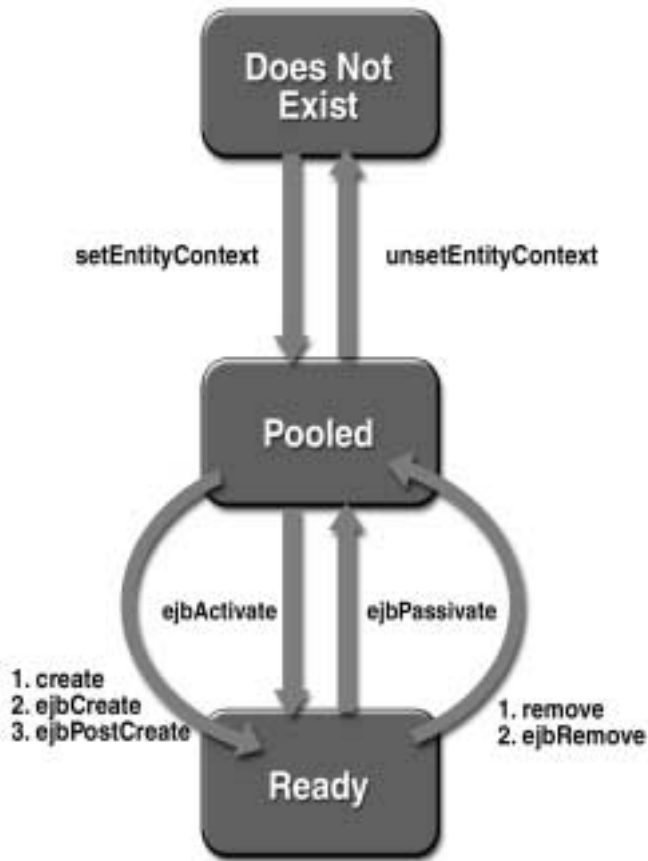 Does Not
Exist
setEntityContext
unsetEntityContext
Pooled
ejbActivate
ejbPassivate
1. create
2. ejbCreate
3. ejbPostCreate
1. remove
2. ejbRemove
Ready